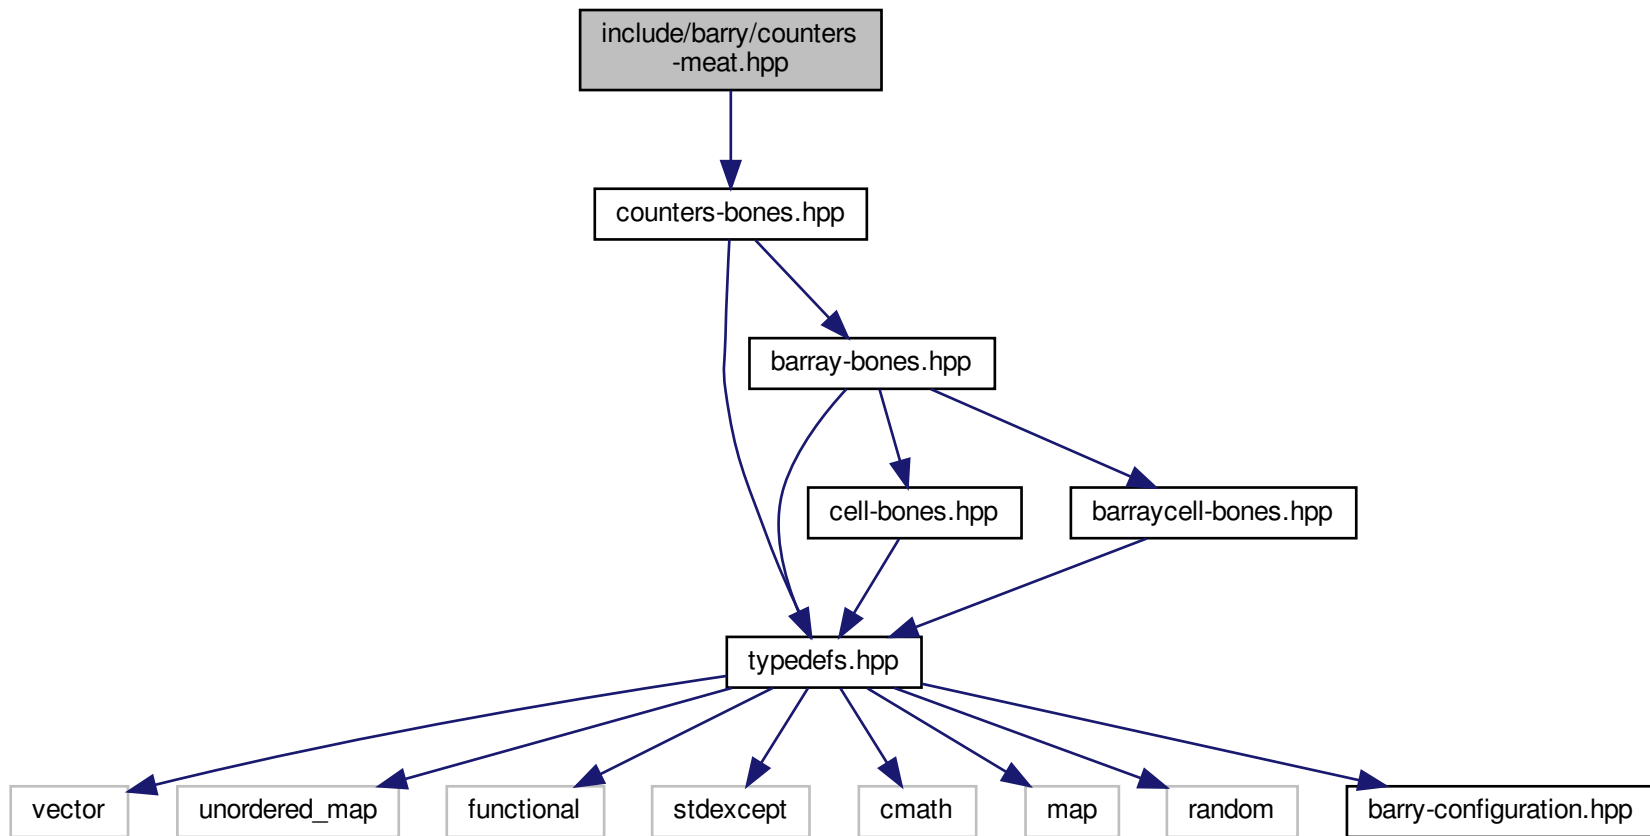 include/barry/counters
-meat.hpp
counters-bones.hpp
barray-bones.hpp
cell-bones.hpp
barraycell-bones.hpp
typedefs.hpp
vector
unordered_map
functional
stdexcept
cmath
map
random
barry-configuration.hpp